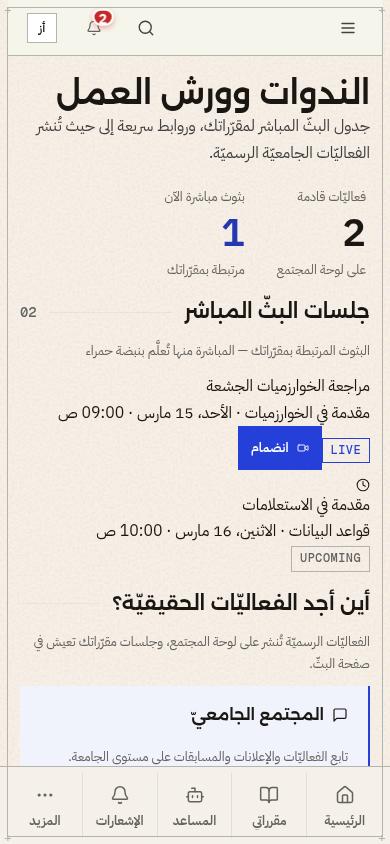 أز
2
الندوات وورش العمل
جدول البثّ المباشر لمقرّراتك، وروابط سريعة إلى حيث تُنشر
الفعاليّات الجامعيّة الرسميّة.
فعاليّات قادمة
2
على لوحة المجتمع
بثوث مباشرة الآن
1
مرتبطة بمقرّراتك
جلسات البثّ المباشر
02
البثوث المرتبطة بمقرّراتك — المباشرة منها تُعلَّم بنبضة حمراء
مراجعة الخوارزميات الجشعة
مقدمة في الخوارزميات · الأحد، 15 مارس · 09:00 ص
LIVE
انضمام
مقدمة في الاستعلامات
قواعد البيانات · الاثنين، 16 مارس · 10:00 ص
UPCOMING
أين أجد الفعاليّات الحقيقيّة؟
الفعاليّات الرسميّة تُنشر على لوحة المجتمع، وجلسات مقرّراتك تعيش في
صفحة البثّ.
المجتمع الجامعيّ
تابع الفعاليّات والإعلانات والمسابقات على مستوى الجامعة.
الرئيسية
مقرراتي
المساعد
الإشعارات
المزيد